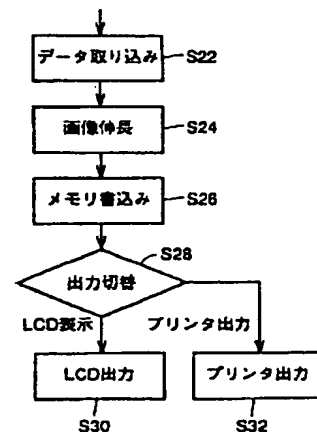 データ取り込み S22
画像伸長 S24
メモリ書込み S26
S28
出力切替
LCD表示 プリンタ出力
LCD出力 プリンタ出力
S30 S32